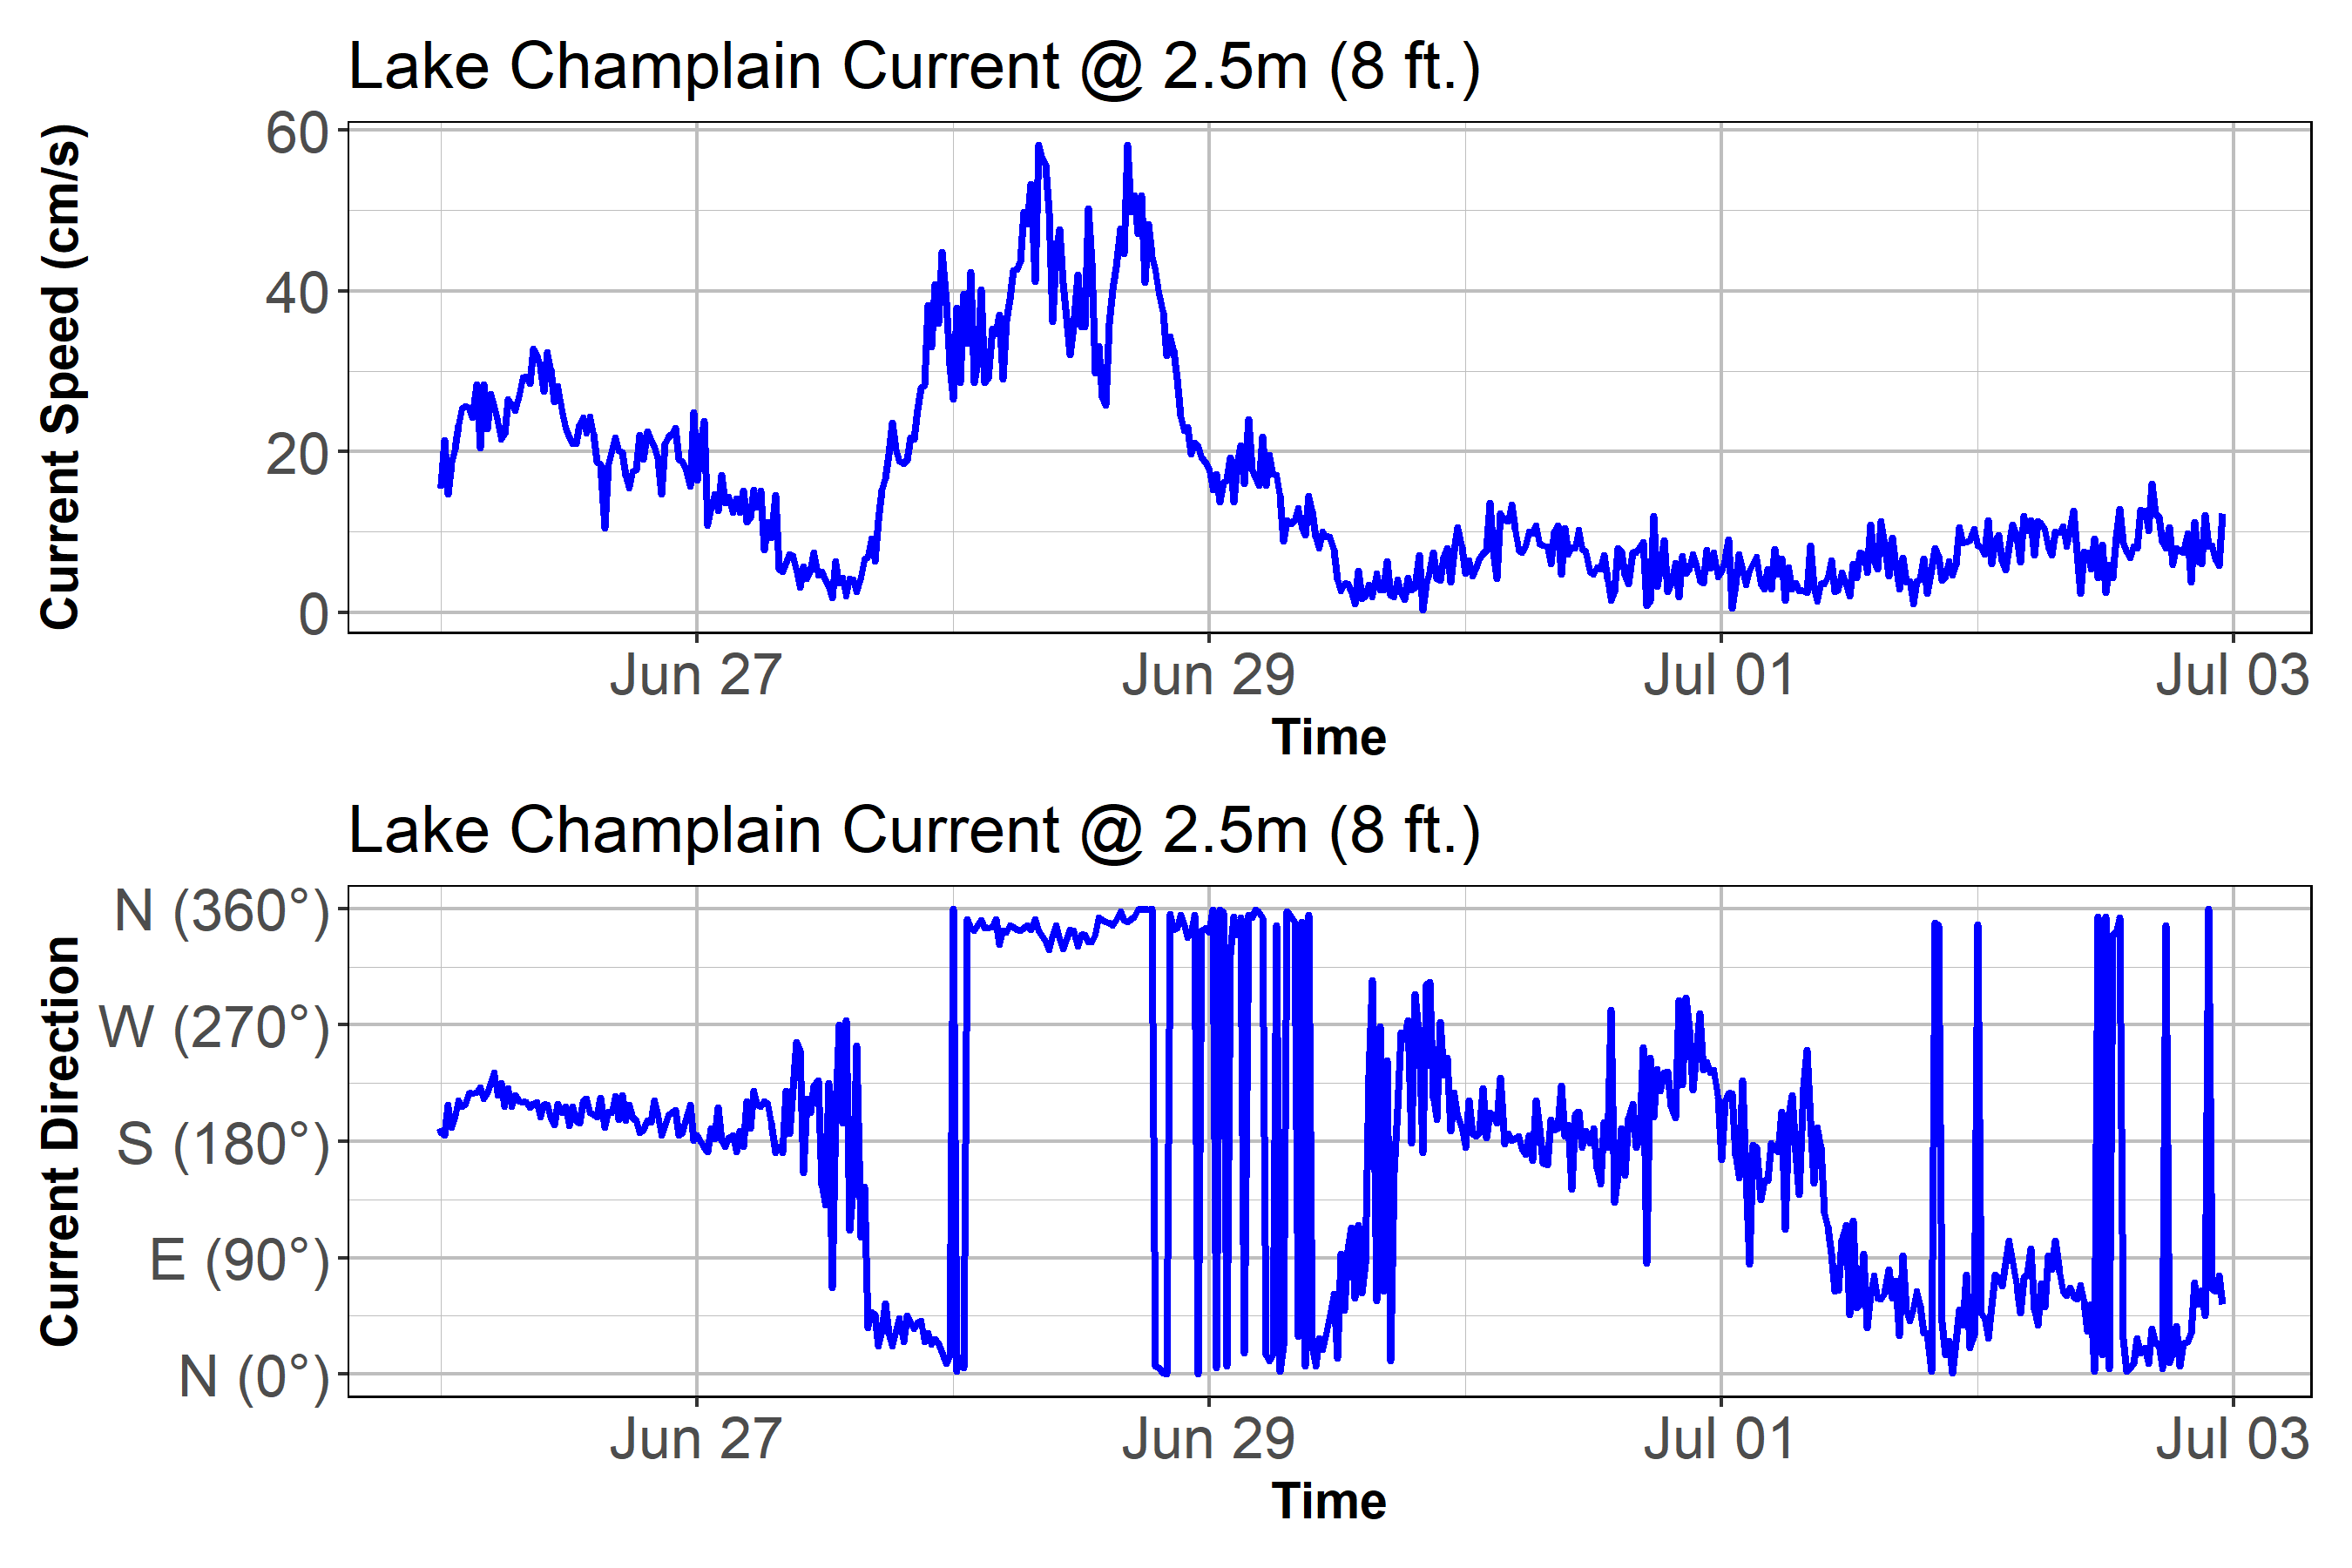 Lake Champlain Current @ 2.5m (8 ft.)
Current Speed (cm/s)
60
40
20
0
Jun 27 Jun 29 Jul 01 Jul 03
Time
Lake Champlain Current @ 2.5m (8 ft.)
Current Direction
N (360°)
W (270°)
S (180°)
E (90°)
N (0°)
Jun 27 Jun 29 Jul 01 Jul 03
Time